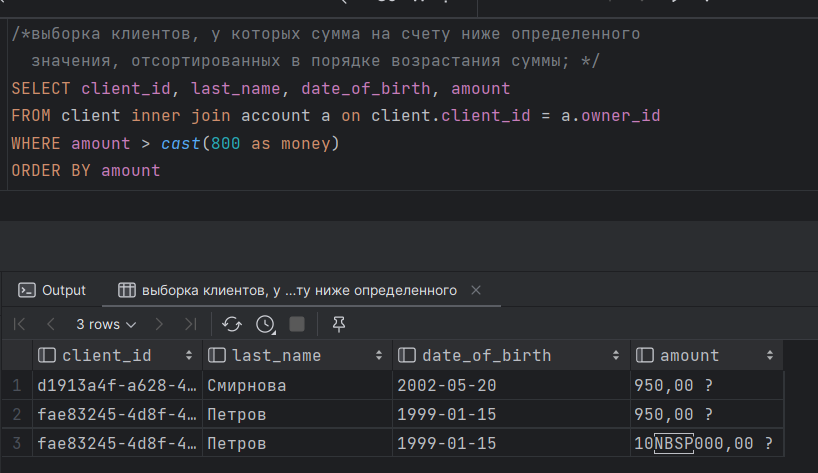 /*выборка клиентов, у которых сумма на счету ниже определенного
значения, отсортированных в порядке возрастания суммы; */
SELECT client_id, last_name, date_of_birth, amount
FROM client inner join account a on client.client_id = a.owner_id
WHERE amount > cast(800 as money)
ORDER BY amount
Output
выборка клиентов, у ...ту ниже определенного
3 rows
client_id last_name date_of_birth amount
1 d1913a4f-a628-4… Смирнова 2002-05-20 950,00 ?
2 fae83245-4d8f-4… Петров 1999-01-15 950,00 ?
3 fae83245-4d8f-4… Петров 1999-01-15 10NBSP000,00 ?